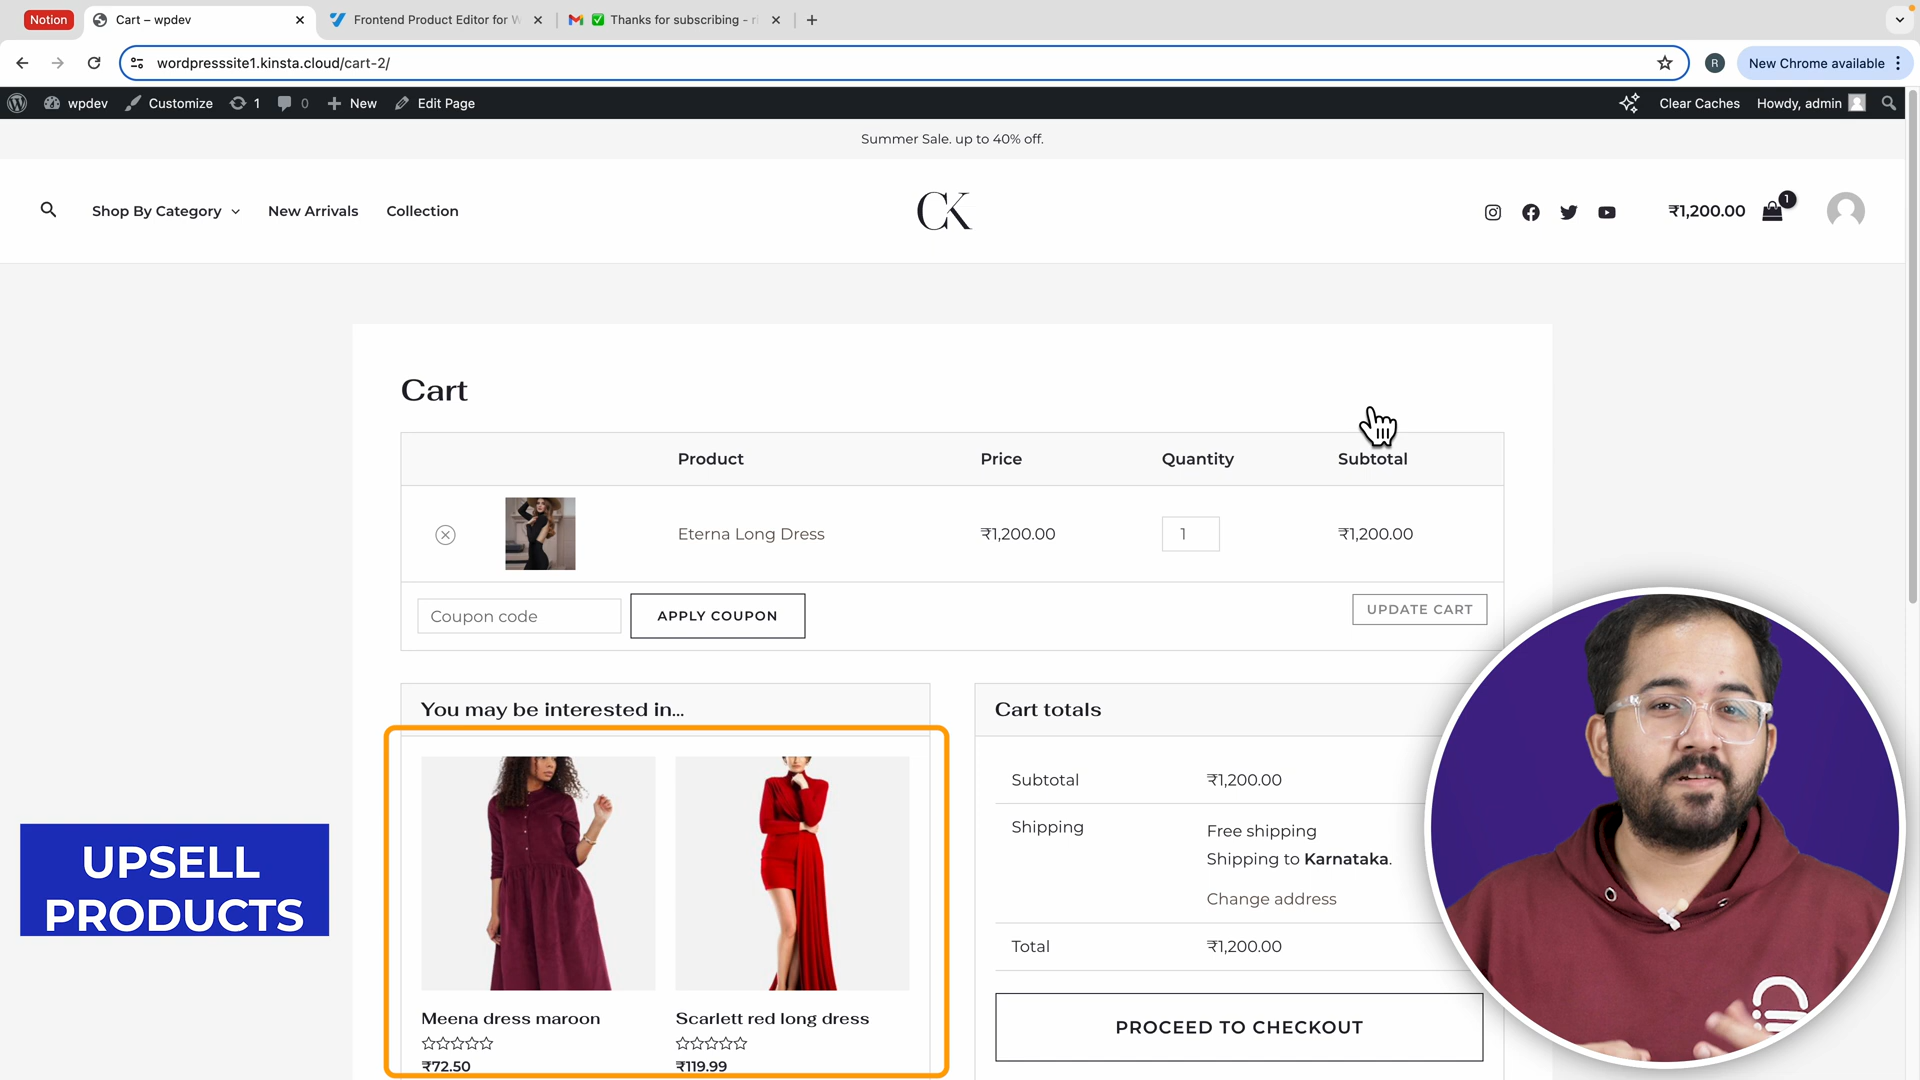 Notion
Cart – wpdev
Frontend Product Editor for W
✅ Thanks for subscribing - ri
wordpresssite1.kinsta.cloud/cart-2/
R
New Chrome available
wpdev
Customize
1
0
New
Edit Page
Clear Caches
Howdy, admin
Summer Sale. up to 40% off.
Shop By Category
New Arrivals
Collection
CK
₹1,200.00
1
Cart
Product
Price
Quantity
Subtotal
Eterna Long Dress
₹1,200.00
1
₹1,200.00
Coupon code
APPLY COUPON
UPDATE CART
You may be interested in...
Cart totals
Subtotal
₹1,200.00
Shipping
Free shipping
Shipping to Karnataka.
Change address
Total
₹1,200.00
PROCEED TO CHECKOUT
Meena dress maroon
₹72.50
Scarlett red long dress
₹119.99
UPSELL
PRODUCTS